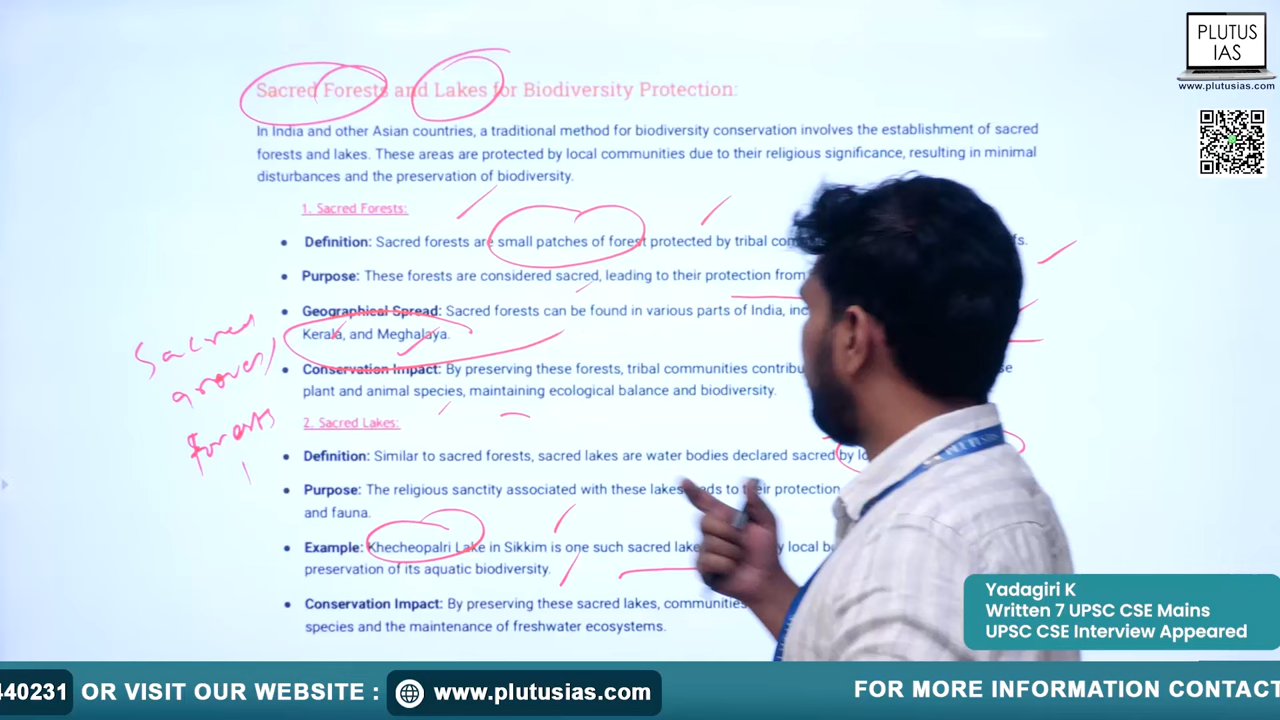 PLUTUS
IAS
www.plutusias.com
Sacred Forests and Lakes for Biodiversity Protection:
In India and other Asian countries, a traditional method for biodiversity conservation involves the establishment of sacred
forests and lakes. These areas are protected by local communities due to their religious significance, resulting in minimal
disturbances and the preservation of biodiversity.
1. Sacred Forests:
• Definition: Sacred forests are small patches of forest protected by tribal
• Purpose: These forests are considered sacred, leading to their protection from
• Geographical Spread: Sacred forests can be found in various parts of India,
Kerala, and Meghalaya.
• Conservation Impact: By preserving these forests, tribal communities
plant and animal species, maintaining ecological balance and biodiversity.
Sacred
groves/
forests
2. Sacred Lakes:
• Definition: Similar to sacred forests, sacred lakes are water bodies declared sacred by
• Purpose: The religious sanctity associated with these lakes to their protection
and fauna.
• Example: Khecheopalri Lake in Sikkim is one such sacred local
preservation of its aquatic biodiversity.
• Conservation Impact: By preserving these sacred lakes, communities
species and the maintenance of freshwater ecosystems.
PLUTUS IAS
Yadagiri K
Written 7 UPSC CSE Mains
UPSC CSE Interview Appeared
440231 OR VISIT OUR WEBSITE : www.plutusias.com FOR MORE INFORMATION CONTACT